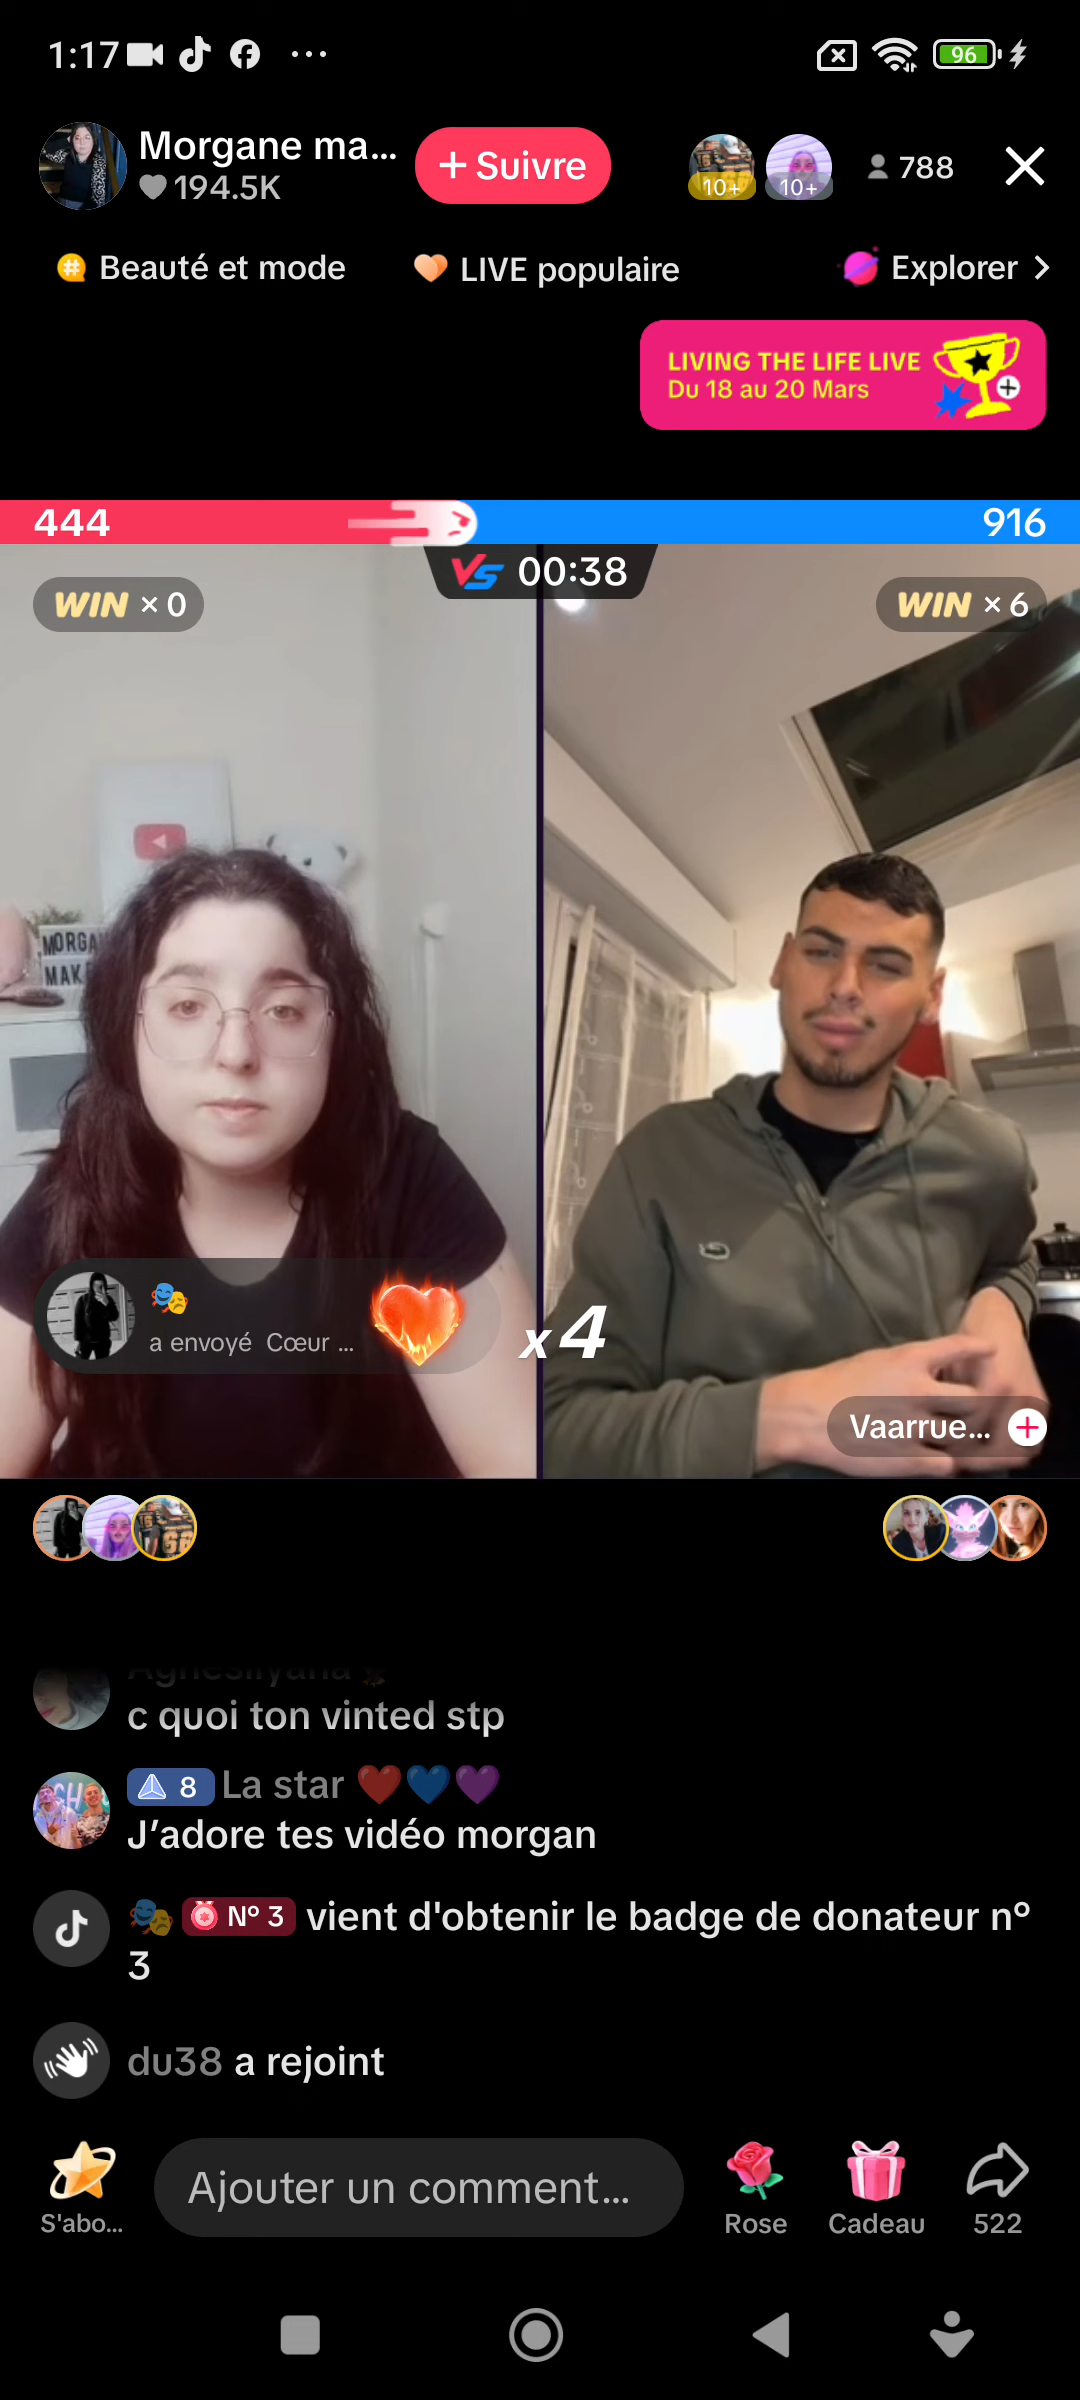 1:17
96
Morgane ma...
194.5K
+ Suivre
10+
10+
788
Beauté et mode
LIVE populaire
Explorer
LIVING THE LIFE LIVE
Du 18 au 20 Mars
444
916
VS 00:38
WIN × 0
WIN × 6
MORGA
MAKE
a envoyé Cœur ...
x4
Vaarrue...
c quoi ton vinted stp
8 La star
J'adore tes vidéo morgan
N° 3 vient d'obtenir le badge de donateur n°
3
du38 a rejoint
S'abo...
Ajouter un comment...
Rose
Cadeau
522